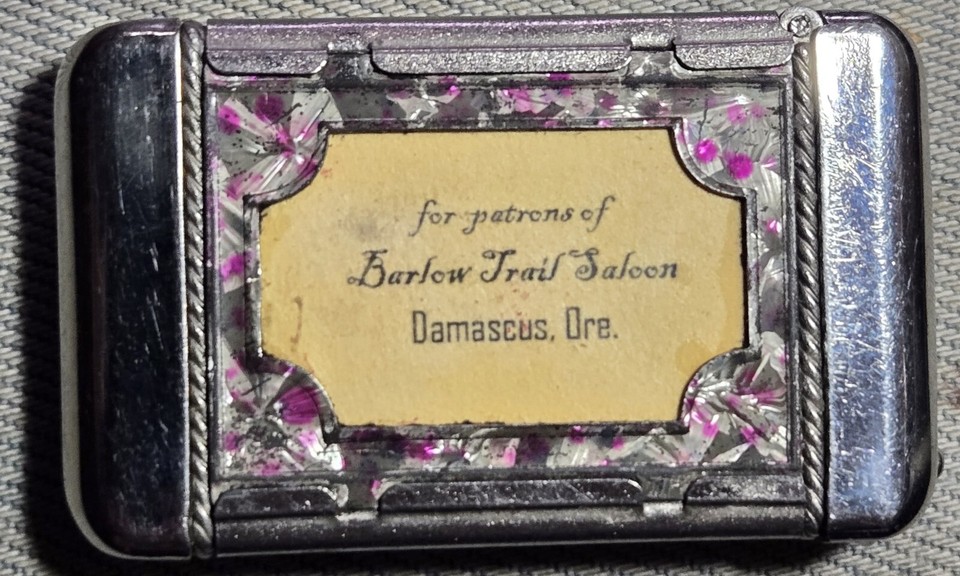 for patrons of
Barlow Trail Saloon
Damascus, Ore.